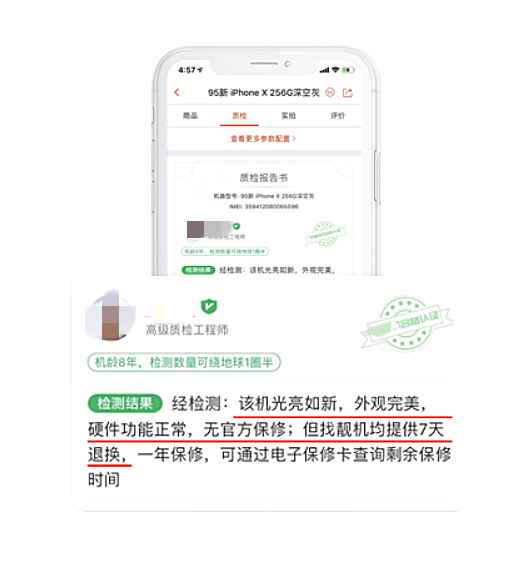 4:57
95新 iPhone X 256G深空灰
商品 质检 实拍 评价
查看更多参数配置 >
质检报告书
机器型号: 95新 iPhone X 256G深空灰
IMEI: 359412080065596
高级质检工程师
机龄8年，检测数量可绕地球1圈半
检测结果 经检测：该机光亮如新，外观完美，
高级质检工程师
合格认证
机龄8年，检测数量可绕地球1圈半
检测结果 经检测：该机光亮如新，外观完美，
硬件功能正常，无官方保修；但找靓机均提供7天
退换，一年保修，可通过电子保修卡查询剩余保修
时间